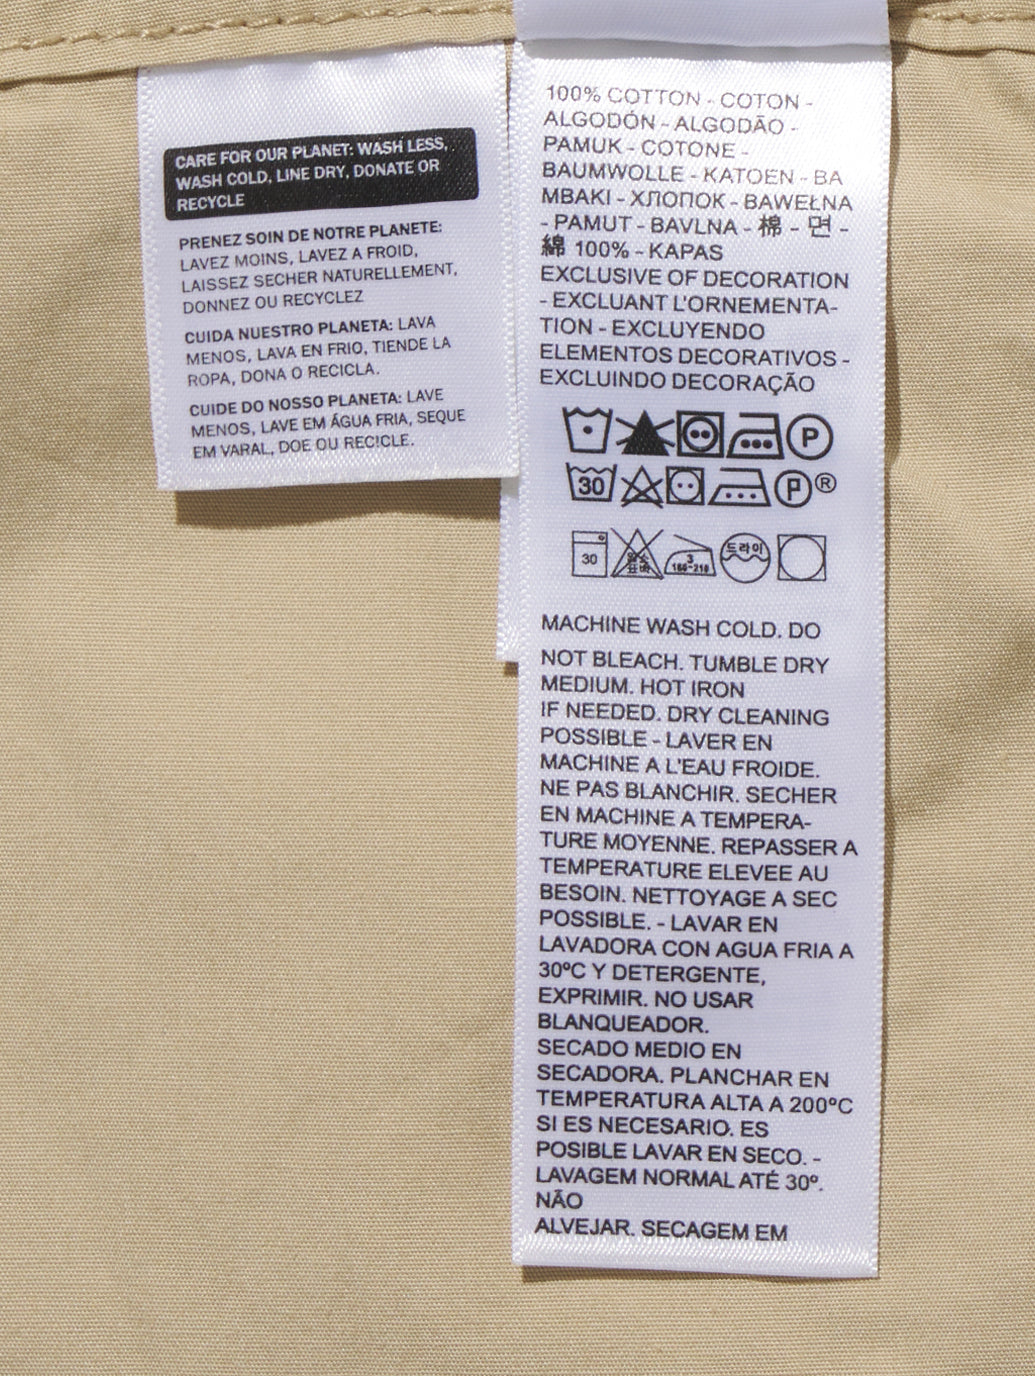 CARE FOR OUR PLANET: WASH LESS,
WASH COLD, LINE DRY, DONATE OR
RECYCLE
PRENEZ SOIN DE NOTRE PLANETE:
LAVEZ MOINS, LAVEZ A FROID,
LAISSEZ SECHER NATURELLEMENT,
DONNEZ OU RECYCLEZ
CUIDA NUESTRO PLANETA: LAVA
MENOS, LAVA EN FRIO, TIENDE LA
ROPA, DONA O RECICLA.
CUIDE DO NOSSO PLANETA: LAVE
MENOS, LAVE EM ÁGUA FRIA, SEQUE
EM VARAL, DOE OU RECICLE.
100% COTTON - COTON -
ALGODÓN - ALGODÃO -
PAMUK - COTONE -
BAUMWOLLE - KATOEN - BA
MBAKI - ХЛОПОК - BAWEŁNA
- PAMUT - BAVLNA - 棉 - 면 -
綿 100% - KAPAS
EXCLUSIVE OF DECORATION
- EXCLUANT L'ORNEMENTA-
TION - EXCLUYENDO
ELEMENTOS DECORATIVOS -
EXCLUINDO DECORAÇÃO
P
30 P ®
30 염소 표백 3 180-210 드라이
MACHINE WASH COLD. DO
NOT BLEACH. TUMBLE DRY
MEDIUM. HOT IRON
IF NEEDED. DRY CLEANING
POSSIBLE - LAVER EN
MACHINE A L'EAU FROIDE.
NE PAS BLANCHIR. SECHER
EN MACHINE A TEMPERA-
TURE MOYENNE. REPASSER A
TEMPERATURE ELEVEE AU
BESOIN. NETTOYAGE A SEC
POSSIBLE. - LAVAR EN
LAVADORA CON AGUA FRIA A
30ºC Y DETERGENTE,
EXPRIMIR. NO USAR
BLANQUEADOR.
SECADO MEDIO EN
SECADORA. PLANCHAR EN
TEMPERATURA ALTA A 200ºC
SI ES NECESARIO. ES
POSIBLE LAVAR EN SECO. -
LAVAGEM NORMAL ATÉ 30º.
NÃO
ALVEJAR. SECAGEM EM